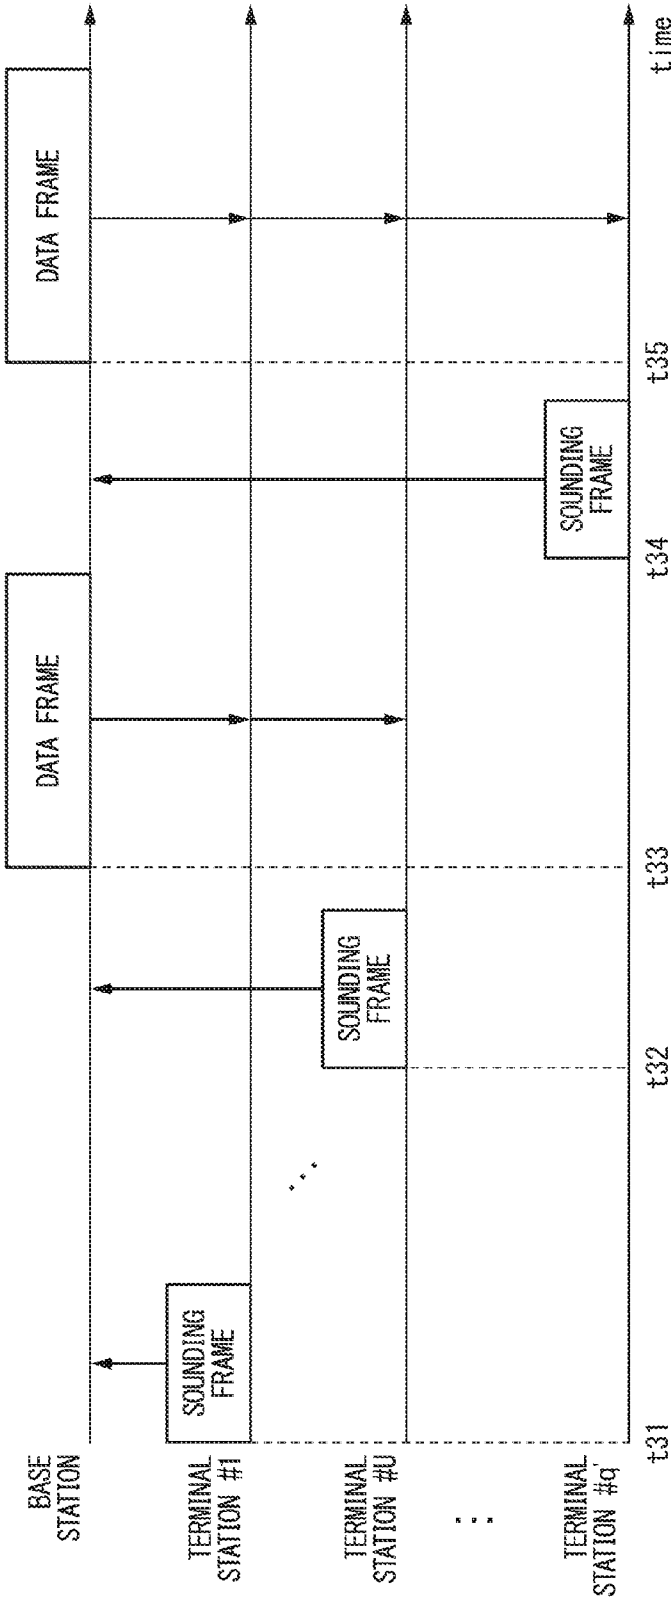 BASE
STATION
DATA FRAME
DATA FRAME
TERMINAL
STATION #1
SOUNDING
FRAME
TERMINAL
STATION #U
SOUNDING
FRAME
TERMINAL
STATION #q'
SOUNDING
FRAME
t31
t32
t33
t34
t35
time